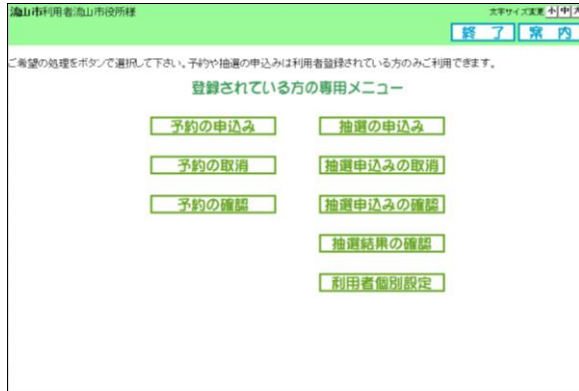 流山市利用者流山市役所様
文字サイズ変更 小 中 大
終 了 案 内
ご希望の処理をボタンで選択して下さい。予約や抽選の申込みは利用者登録されている方のみご利用できます。
登録されている方の専用メニュー
予約の申込み 抽選の申込み
予約の取消 抽選申込みの取消
予約の確認 抽選申込みの確認
抽選結果の確認
利用者個別設定